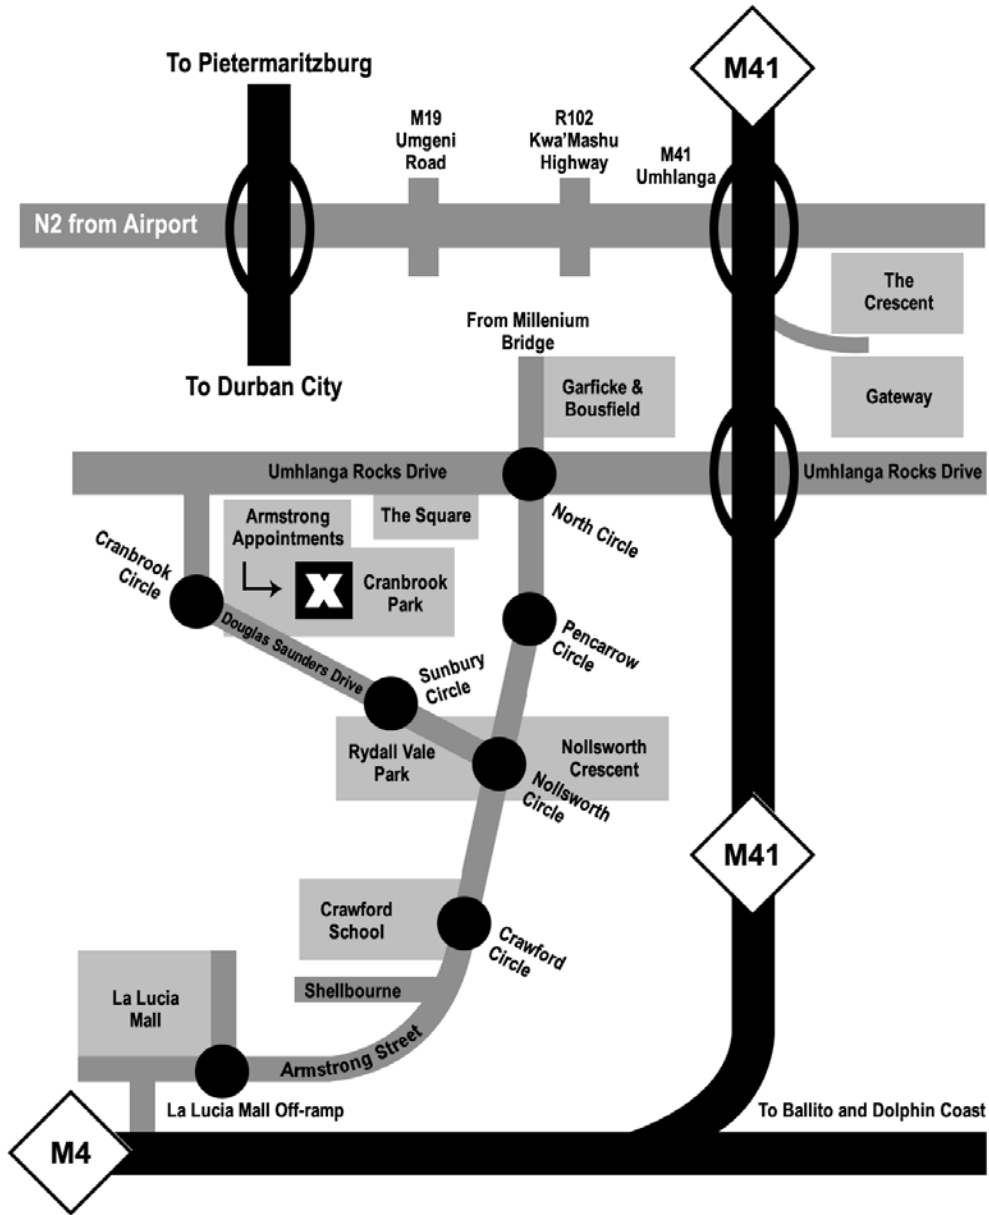 M41
To Pietermaritzburg
M19
Umgeni
Road
R102
Kwa'Mashu
Highway
M41
Umhlanga
N2 from Airport
The
Crescent
From Millenium
Bridge
To Durban City
Garficke &
Bousfield
Gateway
Umhlanga Rocks Drive
Umhlanga Rocks Drive
Armstrong
Appointments
The Square
North Circle
Cranbrook
Circle
X
Cranbrook
Park
Douglas Saunders Drive
Pencarrow
Circle
Sunbury
Circle
Rydall Vale
Park
Nollsworth
Crescent
Nollsworth
Circle
M41
Crawford
School
Crawford
Circle
Shellbourne
La Lucia
Mall
Armstrong Street
La Lucia Mall Off-ramp
To Ballito and Dolphin Coast
M4